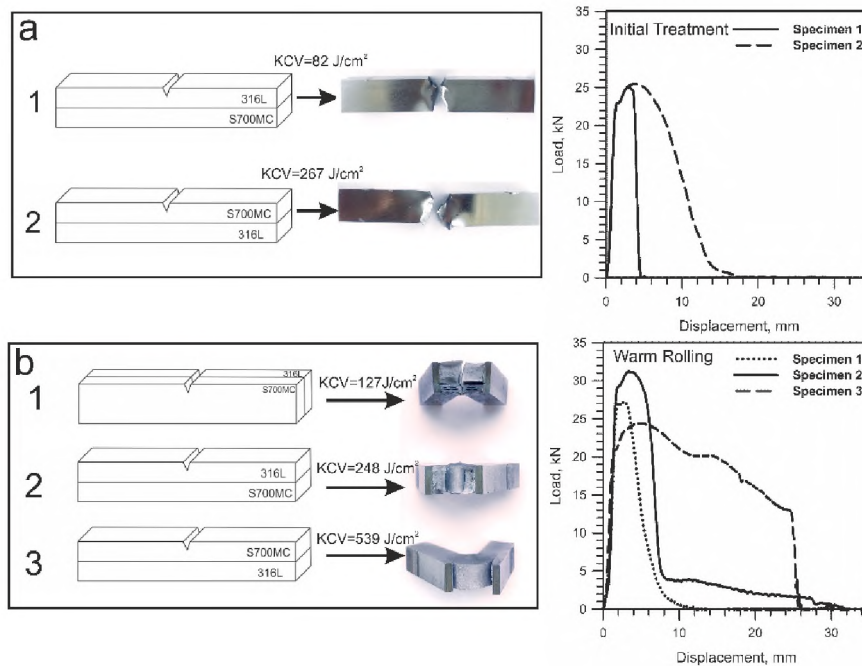 a
KCV=82 J/cm²
1
316L
S700MC
KCV=267 J/cm²
2
S700MC
316L
Initial Treatment
Specimen 1
Specimen 2
Load, kN
35
30
25
20
15
10
5
0
0
10
20
30
Displacement, mm
b
1
316L
S700MC
KCV=127J/cm²
2
316L
S700MC
KCV=248 J/cm²
3
S700MC
316L
KCV=539 J/cm²
Warm Rolling
Specimen 1
Specimen 2
Specimen 3
Load, kN
35
30
25
20
15
10
5
0
0
10
20
30
Displacement, mm